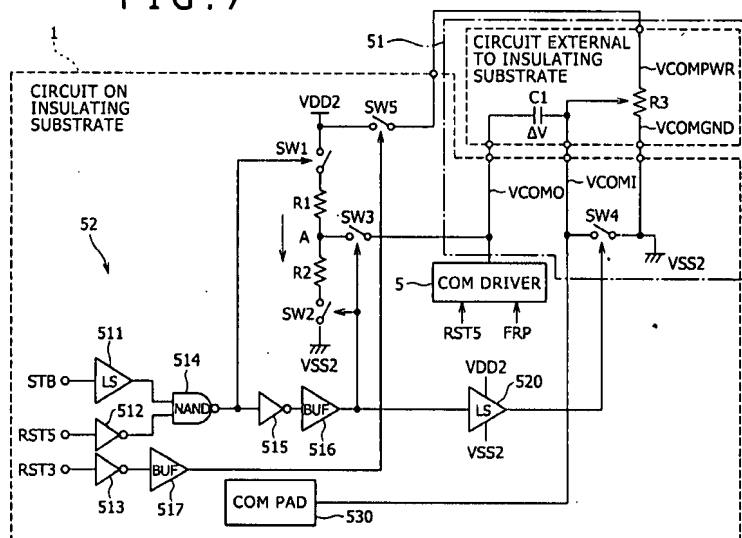 FIG. 7
1
51
CIRCUIT EXTERNAL
TO INSULATING
SUBSTRATE
VCOMPWR
CIRCUIT ON
INSULATING
SUBSTRATE
VDD2
SW5
C1
ΔV
R3
VCOMGND
SW1
R1
VCOMO
VCOMI
SW4
52
A
SW3
R2
5
COM DRIVER
VSS2
SW2
RST5
FRP
511
514
VSS2
VDD2
520
STB
LS
NAND
512
BUF
LS
RST5
515
516
VSS2
RST3
BUF
513
517
COM PAD
530